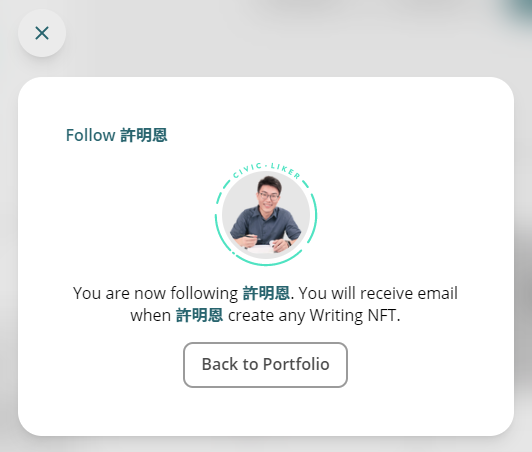 Follow 許明恩
CIVIC · LIKER
You are now following 許明恩. You will receive email
when 許明恩 create any Writing NFT.
Back to Portfolio